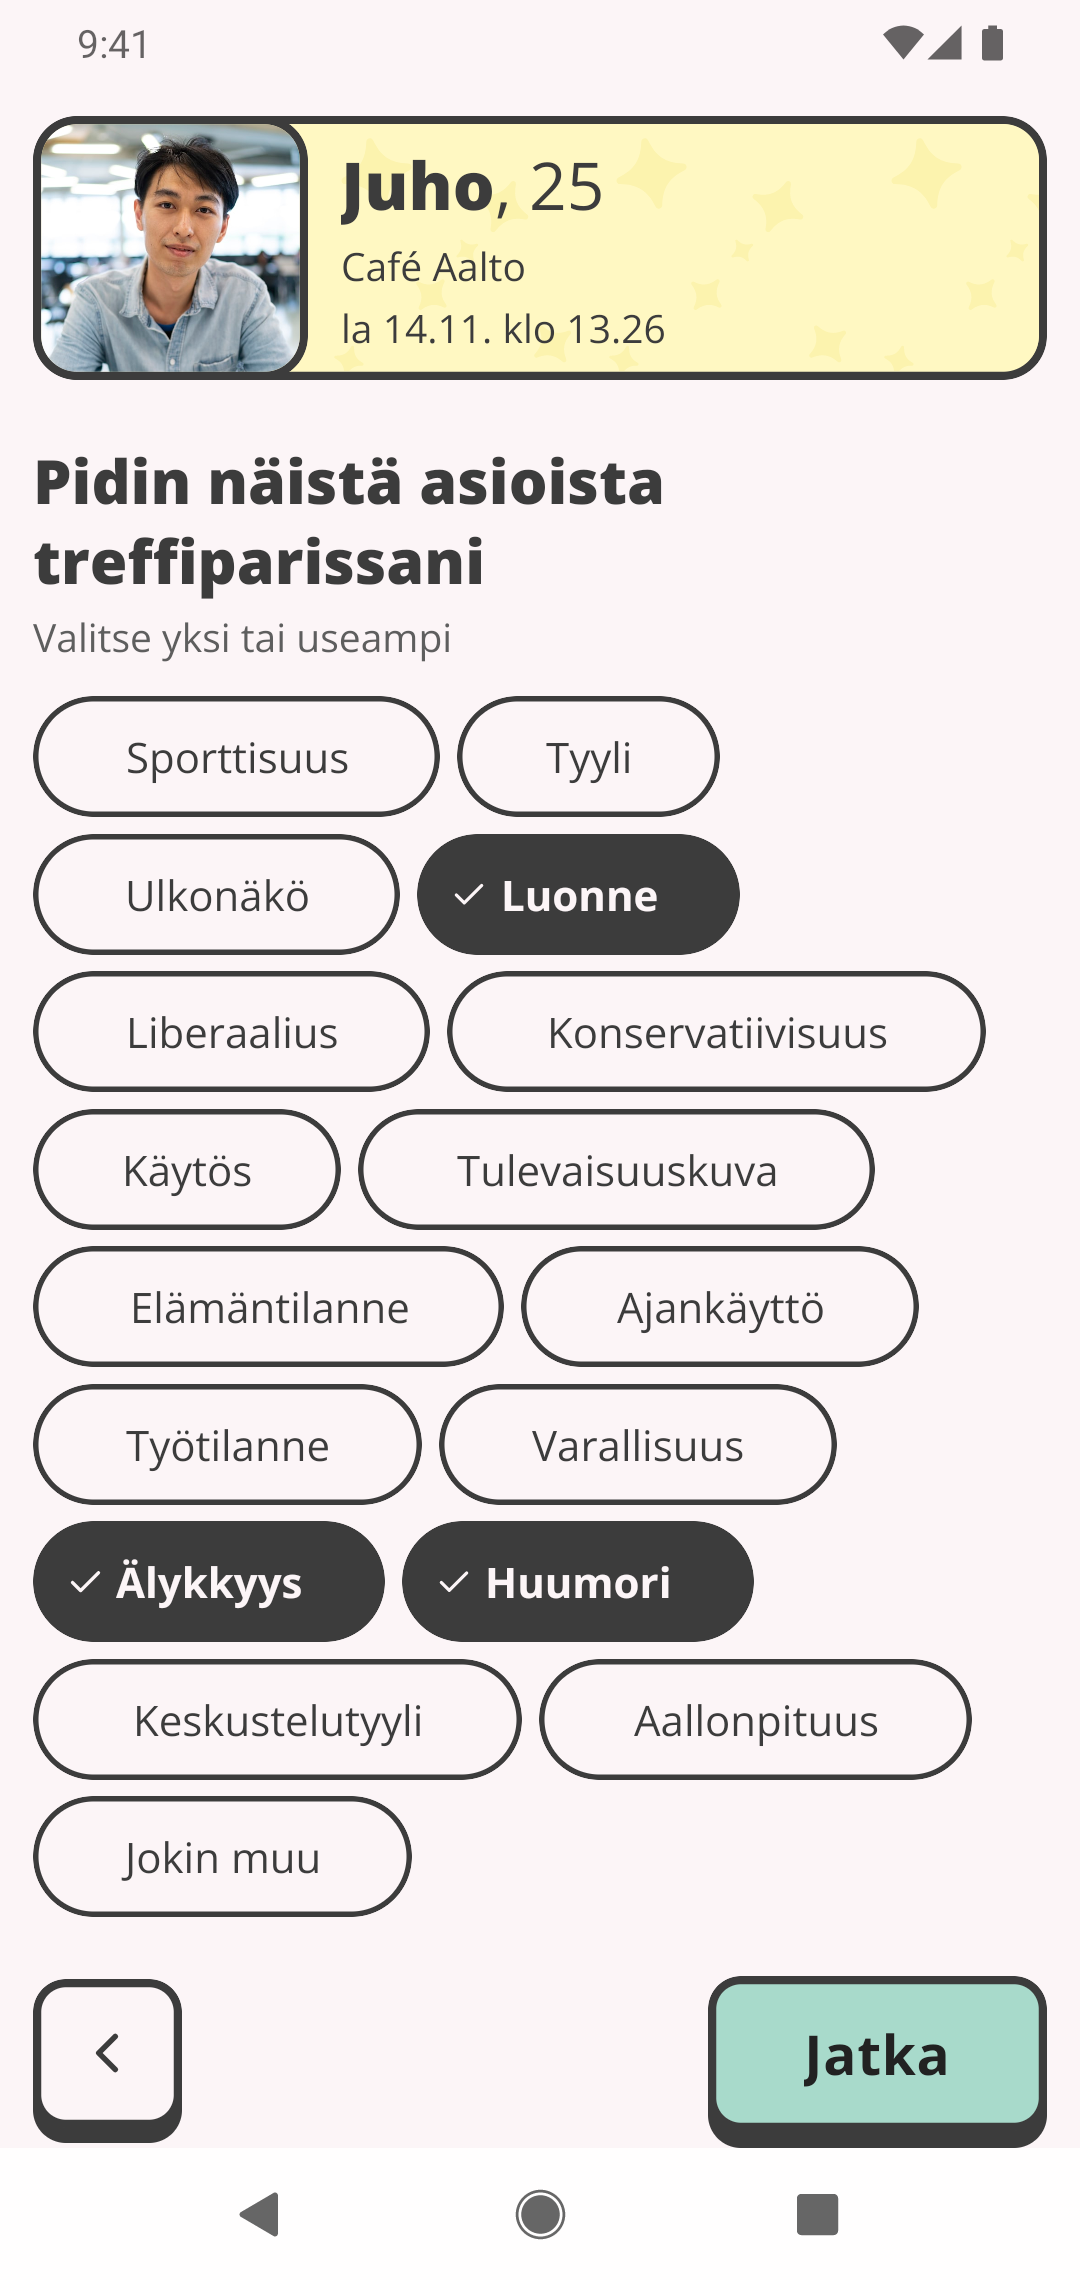 9:41
Juho, 25
Café Aalto
la 14.11. klo 13.26
Pidin näistä asioista
treffiparissani
Valitse yksi tai useampi
Sporttisuus
Tyyli
Ulkonäkö
Luonne
Liberaalius
Konservatiivisuus
Käytös
Tulevaisuuskuva
Elämäntilanne
Ajankäyttö
Työtilanne
Varallisuus
Älykkyys
Huumori
Keskustelutyyli
Aallonpituus
Jokin muu
Jatka